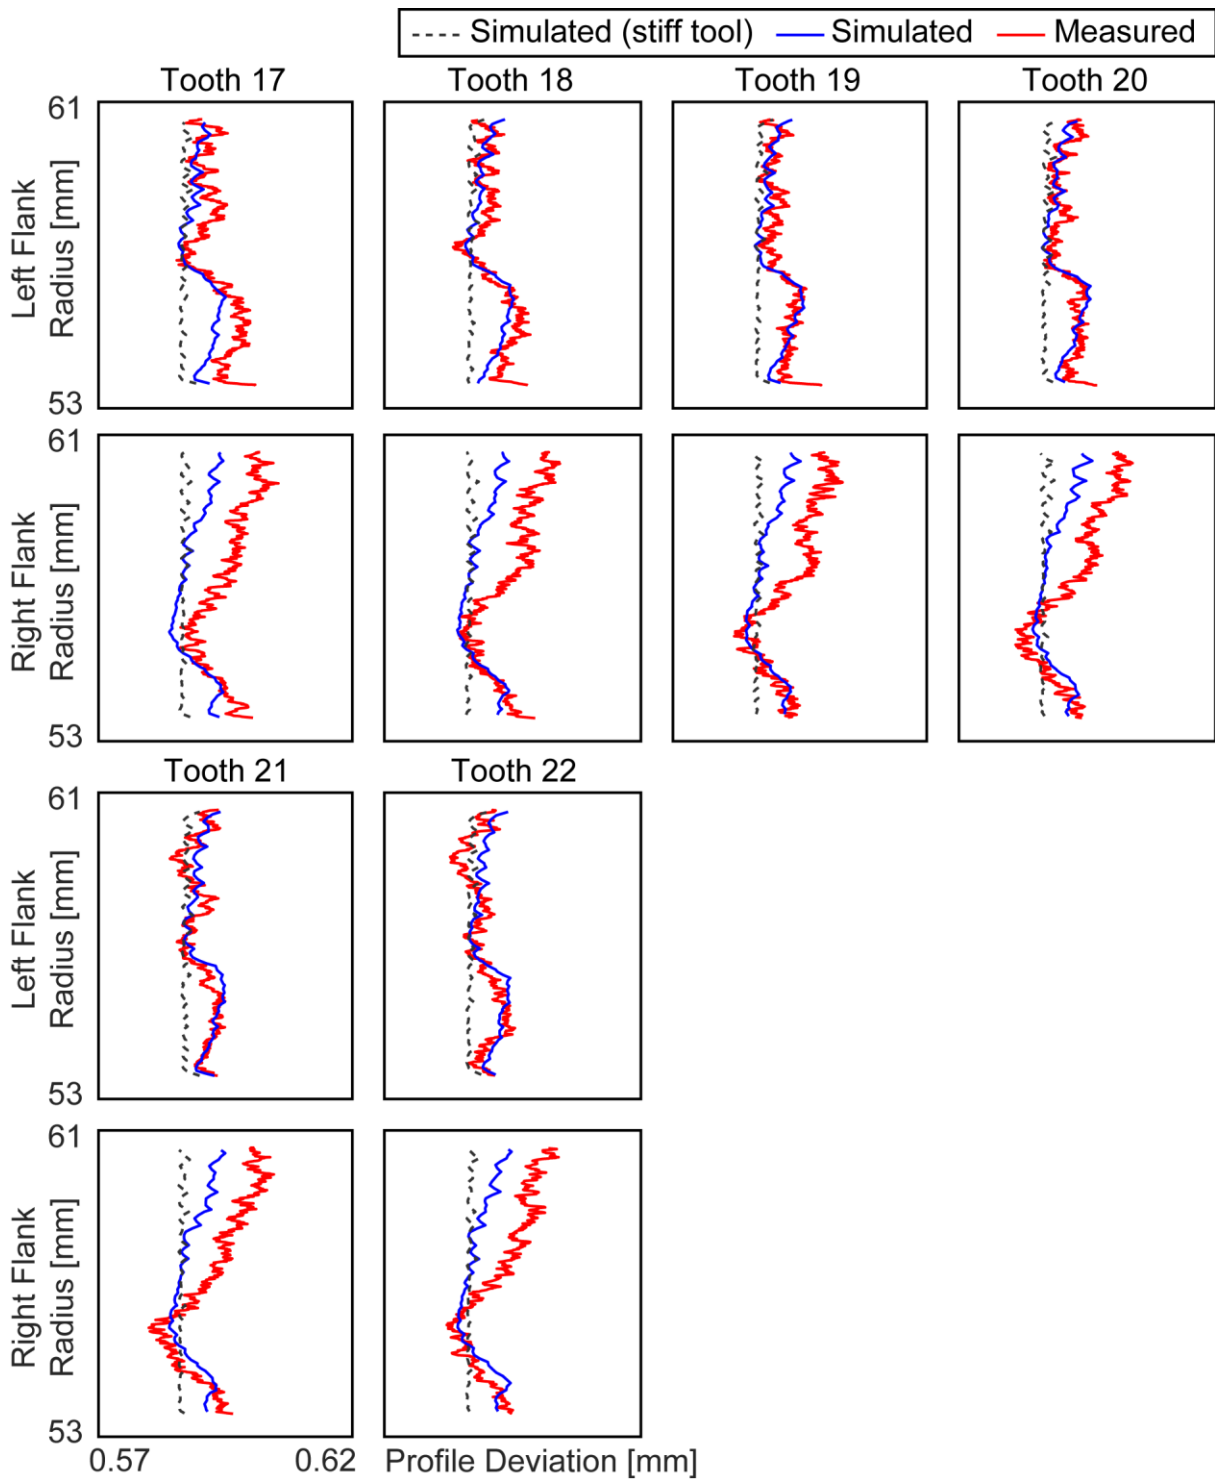 Simulated (stiff tool) Simulated Measured
Tooth 17 Tooth 18 Tooth 19 Tooth 20
61
Left Flank
Radius [mm]
53
61
Right Flank
Radius [mm]
53
Tooth 21 Tooth 22
61
Left Flank
Radius [mm]
53
61
Right Flank
Radius [mm]
53
0.57 0.62 Profile Deviation [mm]